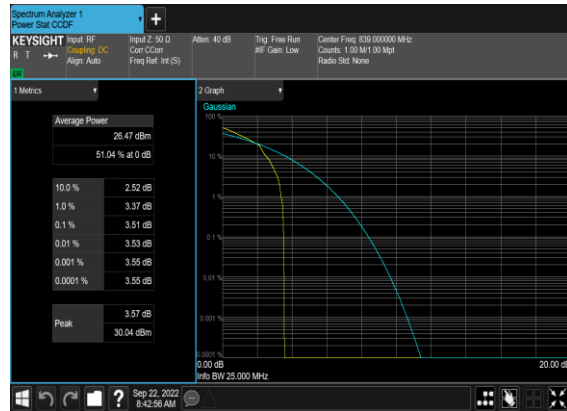 Spectrum Analyzer 1
Power Stat CCDF
KEYSIGHT
R T
LV
Input: RF
Coupling: DC
Align: Auto
Input Z: 50 Ω
Corr CCorr
Freq Ref: Int (S)
Atten: 40 dB
Trig: Free Run
#IF Gain: Low
Center Freq: 839.000000 MHz
Counts: 1.00 M/1.00 Mpt
Radio Std: None
1 Metrics
Average Power
26.47 dBm
51.04 % at 0 dB
10.0 % 2.52 dB
1.0 % 3.37 dB
0.1 % 3.51 dB
0.01 % 3.53 dB
0.001 % 3.55 dB
0.0001 % 3.55 dB
Peak
3.57 dB
30.04 dBm
2 Graph
Gaussian
100 %
10 %
1 %
0.1 %
0.01 %
0.001 %
0.0001 %
0.00 dB
20.00 dB
Info BW 25.000 MHz
?
Sep 22, 2022
8:42:56 AM